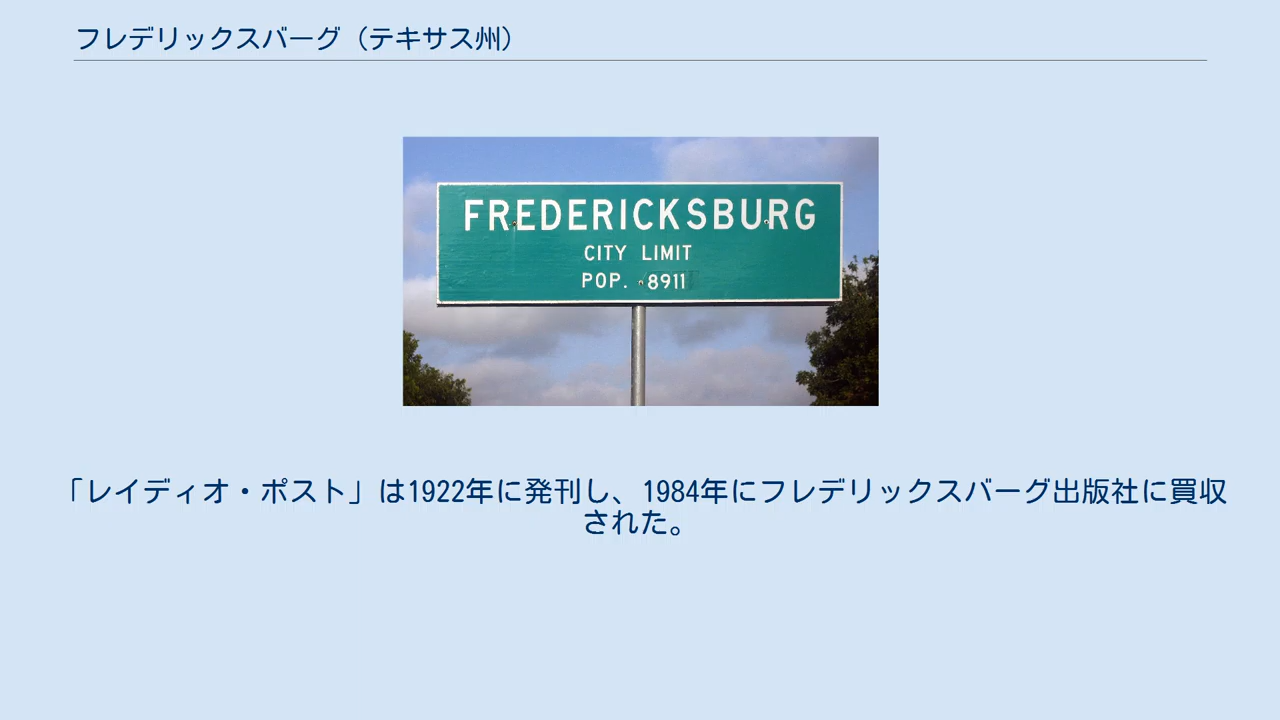 フレデリックスバーグ（テキサス州）
FREDERICKSBURG
CITY LIMIT
POP. 8911
「レイディオ・ポスト」は1922年に発刊し、1984年にフレデリックスバーグ出版社に買収
された。